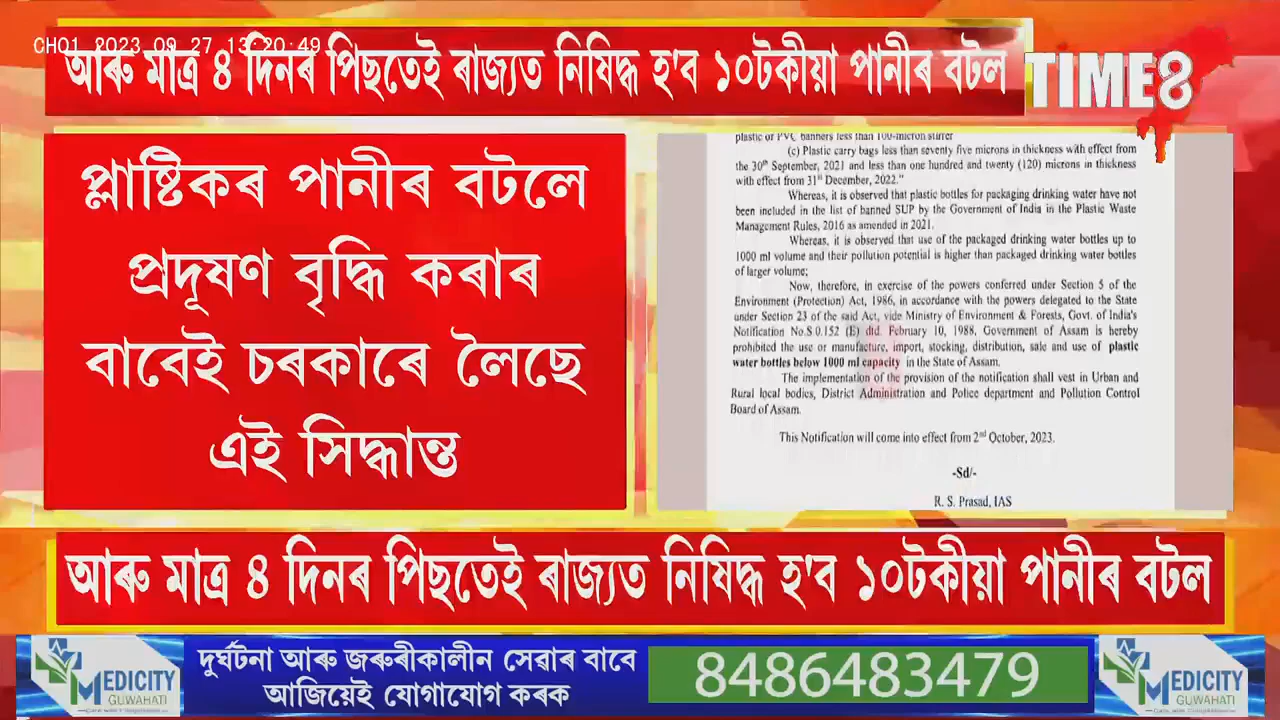 CH01 2023 09 27 13:20:49
আৰু মাত্ৰ ৪ দিনৰ পিছতেই ৰাজ্যত নিষিদ্ধ হ'ব ১০টকীয়া পানীৰ বটল
TIME8
প্লাষ্টিকৰ পানীৰ বটলে
প্ৰদূষণ বৃদ্ধি কৰাৰ
বাবেই চৰকাৰে লৈছে
এই সিদ্ধান্ত
plastic or PVC banners less than 100-micron
(c) Plastic carry bags less than seventy five microns in thickness with effect from
the 30th September, 2021 and less than one hundred and twenty (120) microns in thickness
with effect from 31st December, 2022."
Whereas, it is observed that plastic bottles for packaging drinking water have not
been included in the list of banned SUP by the Government of India in the Plastic Waste
Management Rules, 2016 as amended in 2021.
Whereas, it is observed that use of the packaged drinking water bottles up to
1000 ml volume and their pollution potential is higher than packaged drinking water bottles
of larger volume;
Now, therefore, in exercise of the powers conferred under Section 5 of the
Environment (Protection) Act, 1986, in accordance with the powers delegated to the State
under Section 23 of the said Act, vide Ministry of Environment & Forests, Govt. of India's
Notification No.S.0.152 (E) dtd. February 10, 1988, Government of Assam is hereby
prohibited the use or manufacture, import, stocking, distribution, sale and use of plastic
water bottles below 1000 ml capacity in the State of Assam.
The implementation of the provision of the notification shall vest in Urban and
Rural local bodies, District Administration and Police department and Pollution Control
Board of Assam.
This Notification will come into effect from 2nd October, 2023.
-Sd/-
R. S. Prasad, IAS
আৰু মাত্ৰ ৪ দিনৰ পিছতেই ৰাজ্যত নিষিদ্ধ হ'ব ১০টকীয়া পানীৰ বটল
MEDICITY
GUWAHATI
দুৰ্ঘটনা আৰু জৰুৰীকালীন সেৱাৰ বাবে
আজিয়েই যোগাযোগ কৰক
8486483479
MEDICITY
GUWAHATI